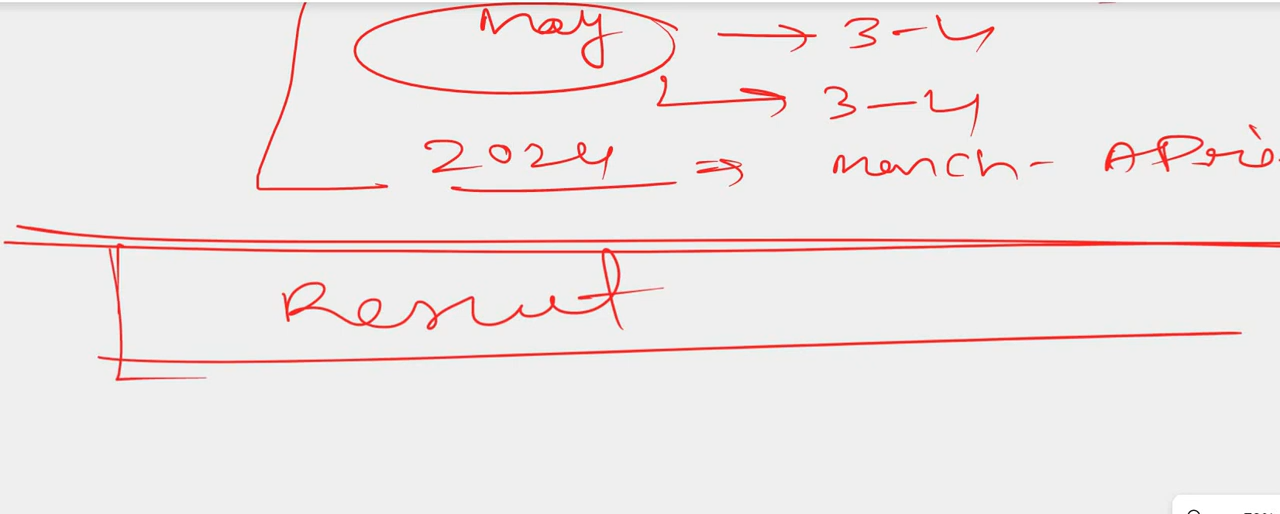 May → 3-4
→ 3-4
2024 ⇒ March - April
Result